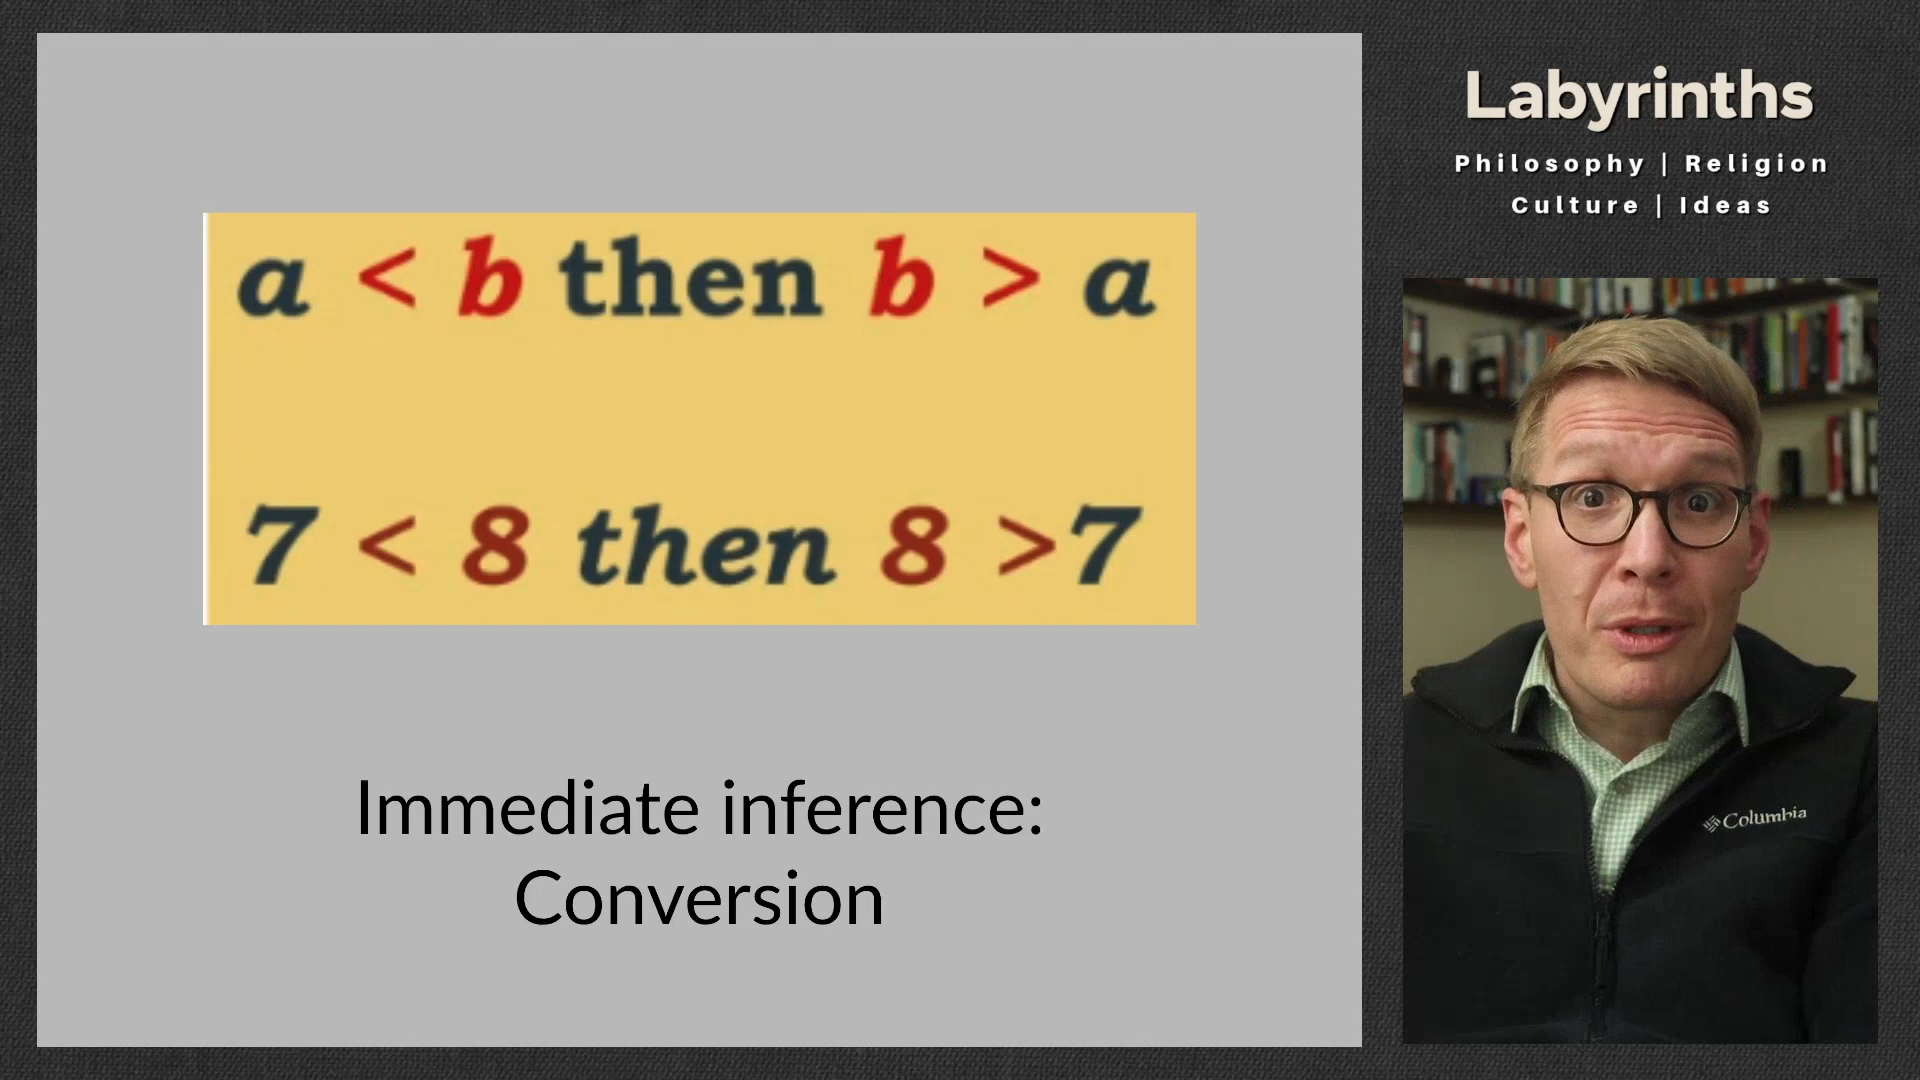 a < b then b > a
7 < 8 then 8 >7
Immediate inference:
Conversion
Labyrinths
Philosophy | Religion
Culture | Ideas
Columbia